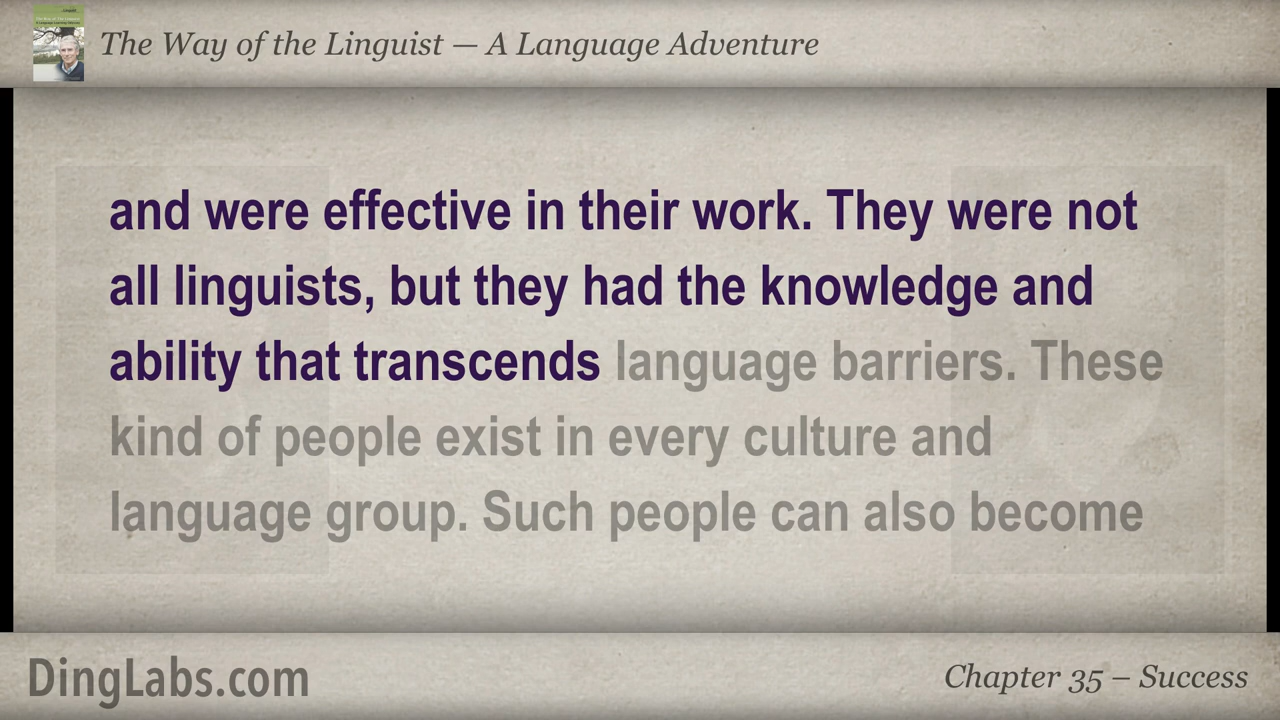 The Way of the Linguist — A Language Adventure
and were effective in their work. They were not
all linguists, but they had the knowledge and
ability that transcends language barriers. These
kind of people exist in every culture and
language group. Such people can also become
DingLabs.com
Chapter 35 – Success